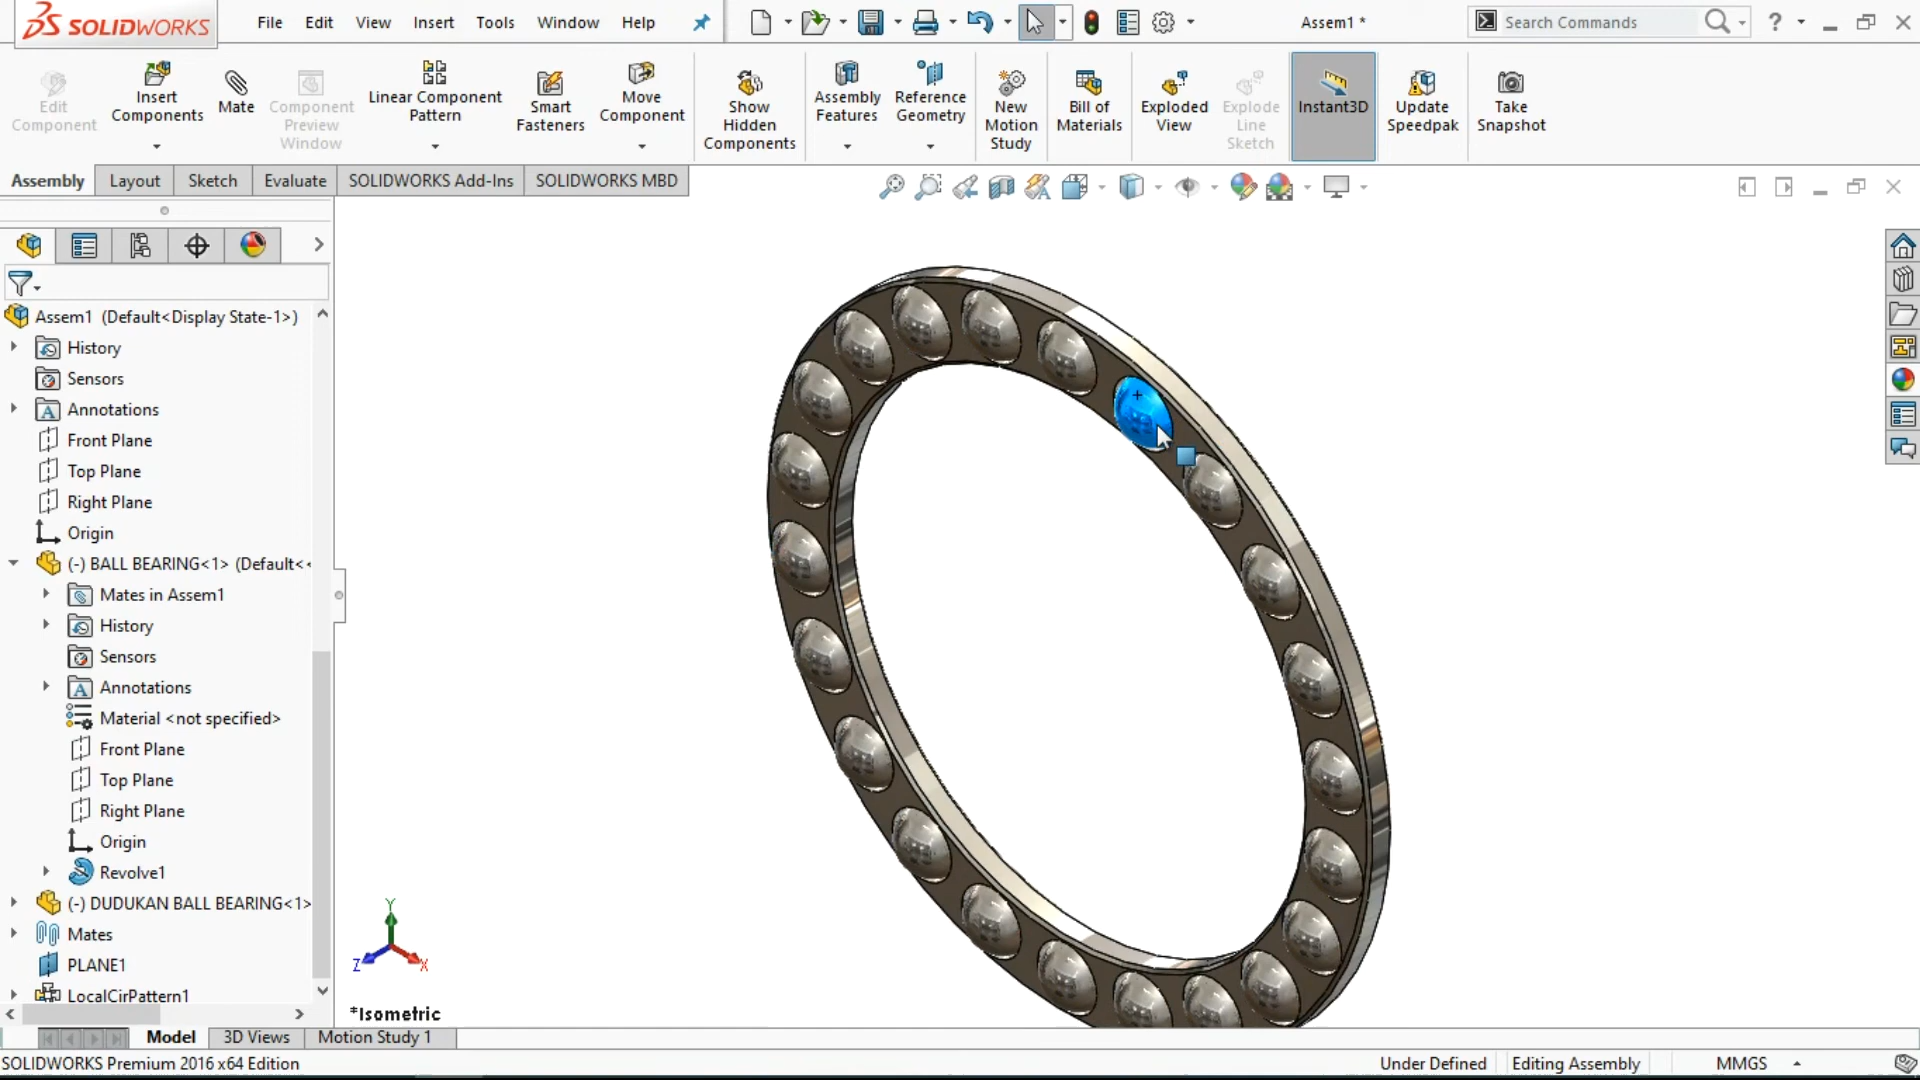 SOLIDWORKS
File Edit View Insert Tools Window Help
Assem1 *
Search Commands
?
Edit Component
Insert Components
Mate
Component Preview Window
Linear Component Pattern
Smart Fasteners
Move Component
Show Hidden Components
Assembly Features
Reference Geometry
New Motion Study
Bill of Materials
Exploded View
Explode Line Sketch
Instant3D
Update Speedpak
Take Snapshot
Assembly Layout Sketch Evaluate SOLIDWORKS Add-Ins SOLIDWORKS MBD
Assem1 (Default<Display State-1>)
History
Sensors
A Annotations
Front Plane
Top Plane
Right Plane
Origin
(-) BALL BEARING<1> (Default<<
Mates in Assem1
History
Sensors
A Annotations
Material <not specified>
Front Plane
Top Plane
Right Plane
Origin
Revolve1
(-) DUDUKAN BALL BEARING<1>
Mates
PLANE1
LocalCirPattern1
Y
Z
X
*Isometric
Model 3D Views Motion Study 1
SOLIDWORKS Premium 2016 x64 Edition
Under Defined
Editing Assembly
MMGS